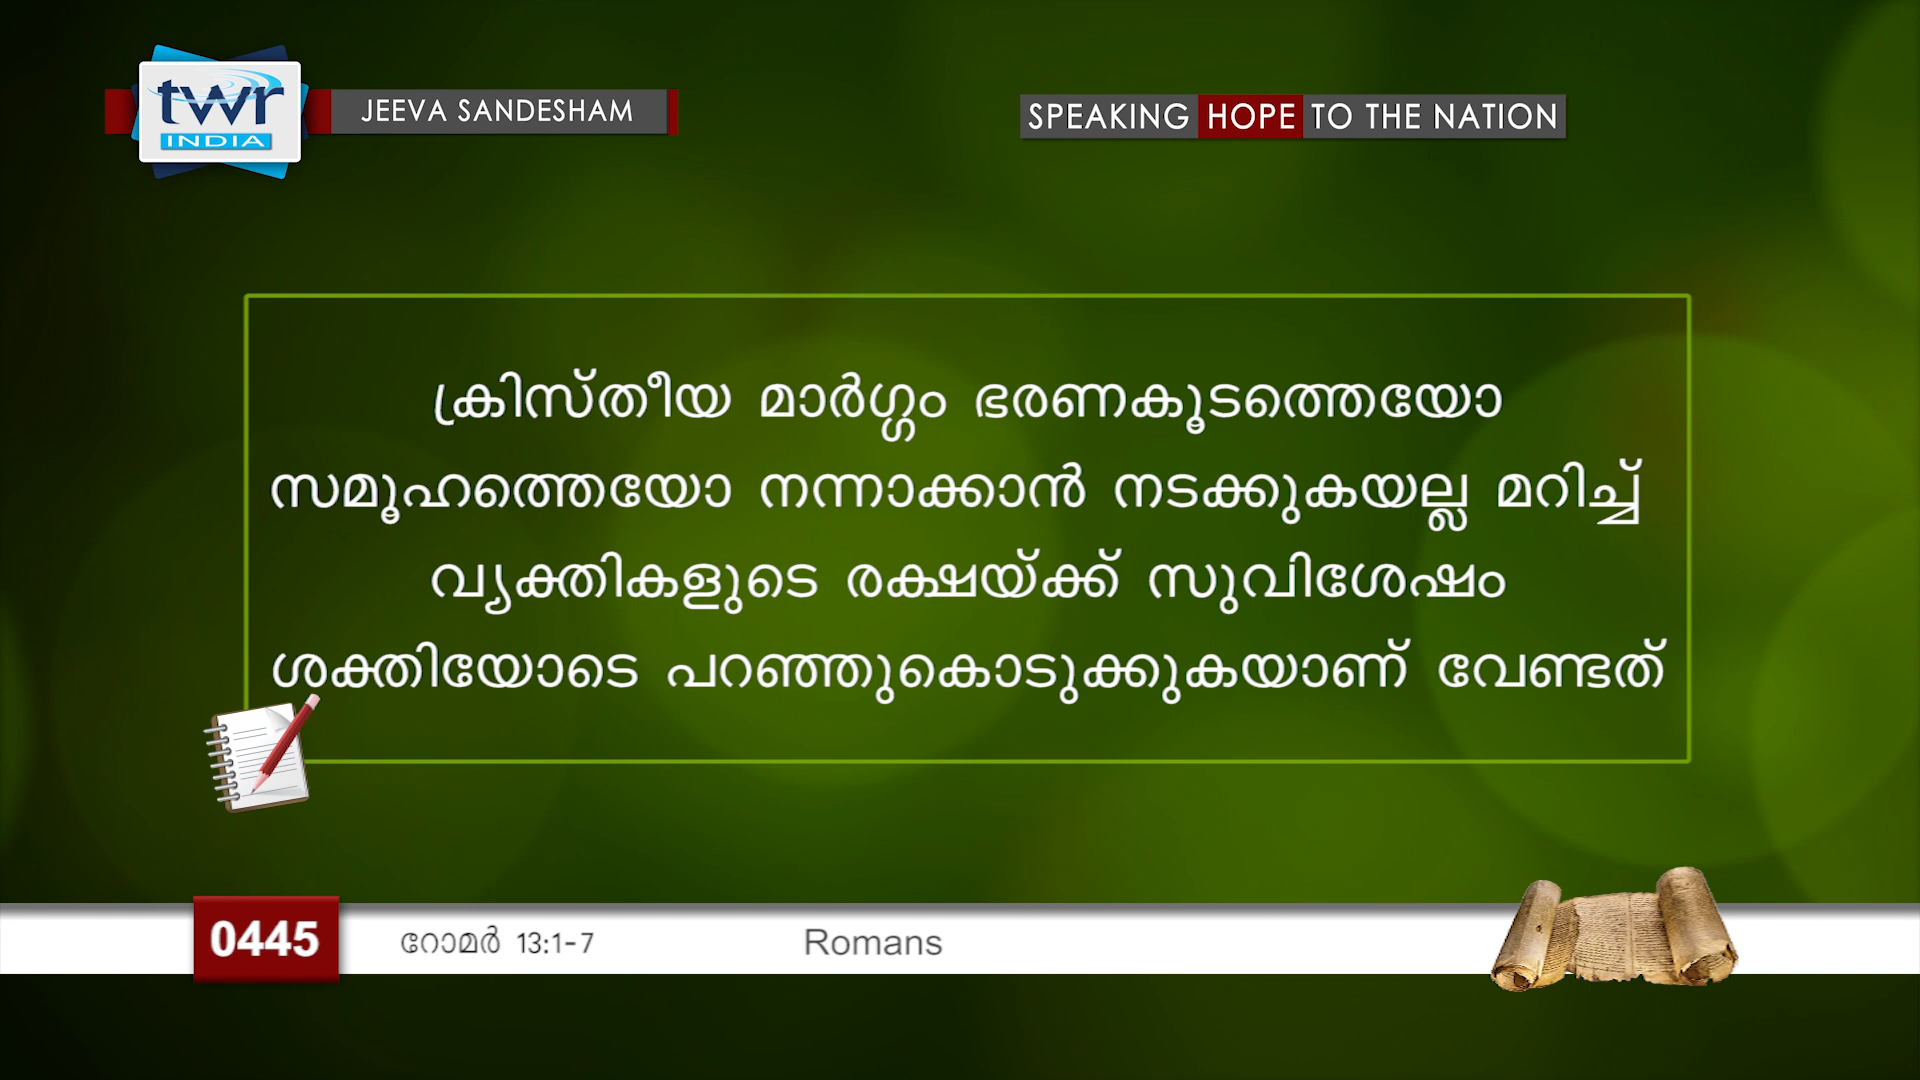 twr
INDIA
JEEVA SANDESHAM
SPEAKING HOPE TO THE NATION
ക്രിസ്തീയ മാർഗ്ഗം ഭരണകൂടത്തെയോ
സമൂഹത്തെയോ നന്നാക്കാൻ നടക്കുകയല്ല മറിച്ച്
വ്യക്തികളുടെ രക്ഷയ്ക്ക് സുവിശേഷം
ശക്തിയോടെ പറഞ്ഞുകൊടുക്കുകയാണ് വേണ്ടത്
0445 റോമർ 13:1-7 Romans